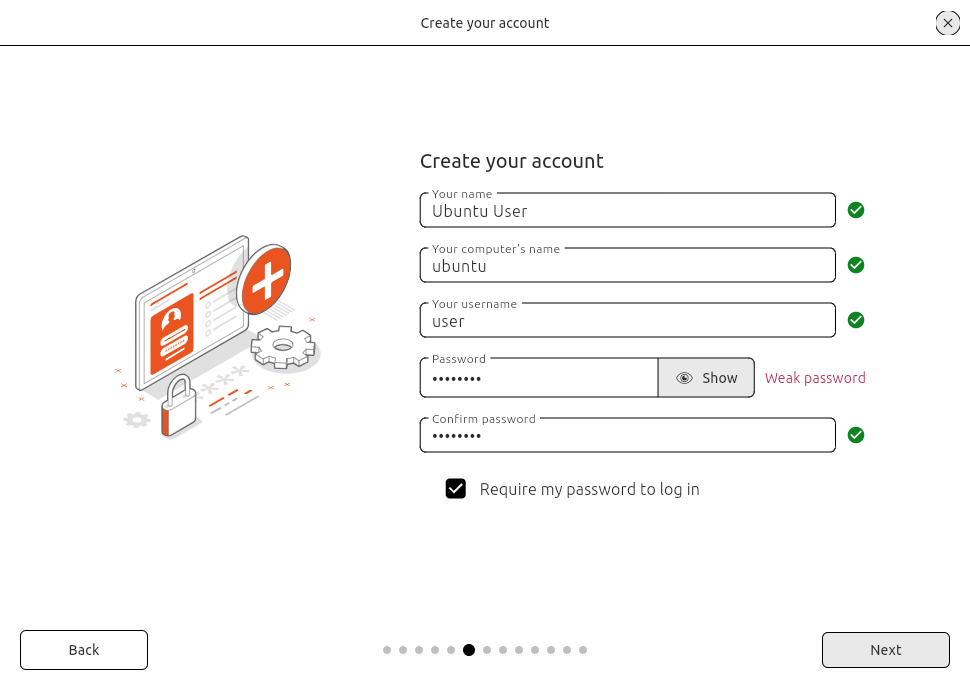 Create your account
Create your account
Your name
Ubuntu User
Your computer's name
ubuntu
Your username
user
Password
•••••••• Show Weak password
Confirm password
••••••••
Require my password to log in
Back Next